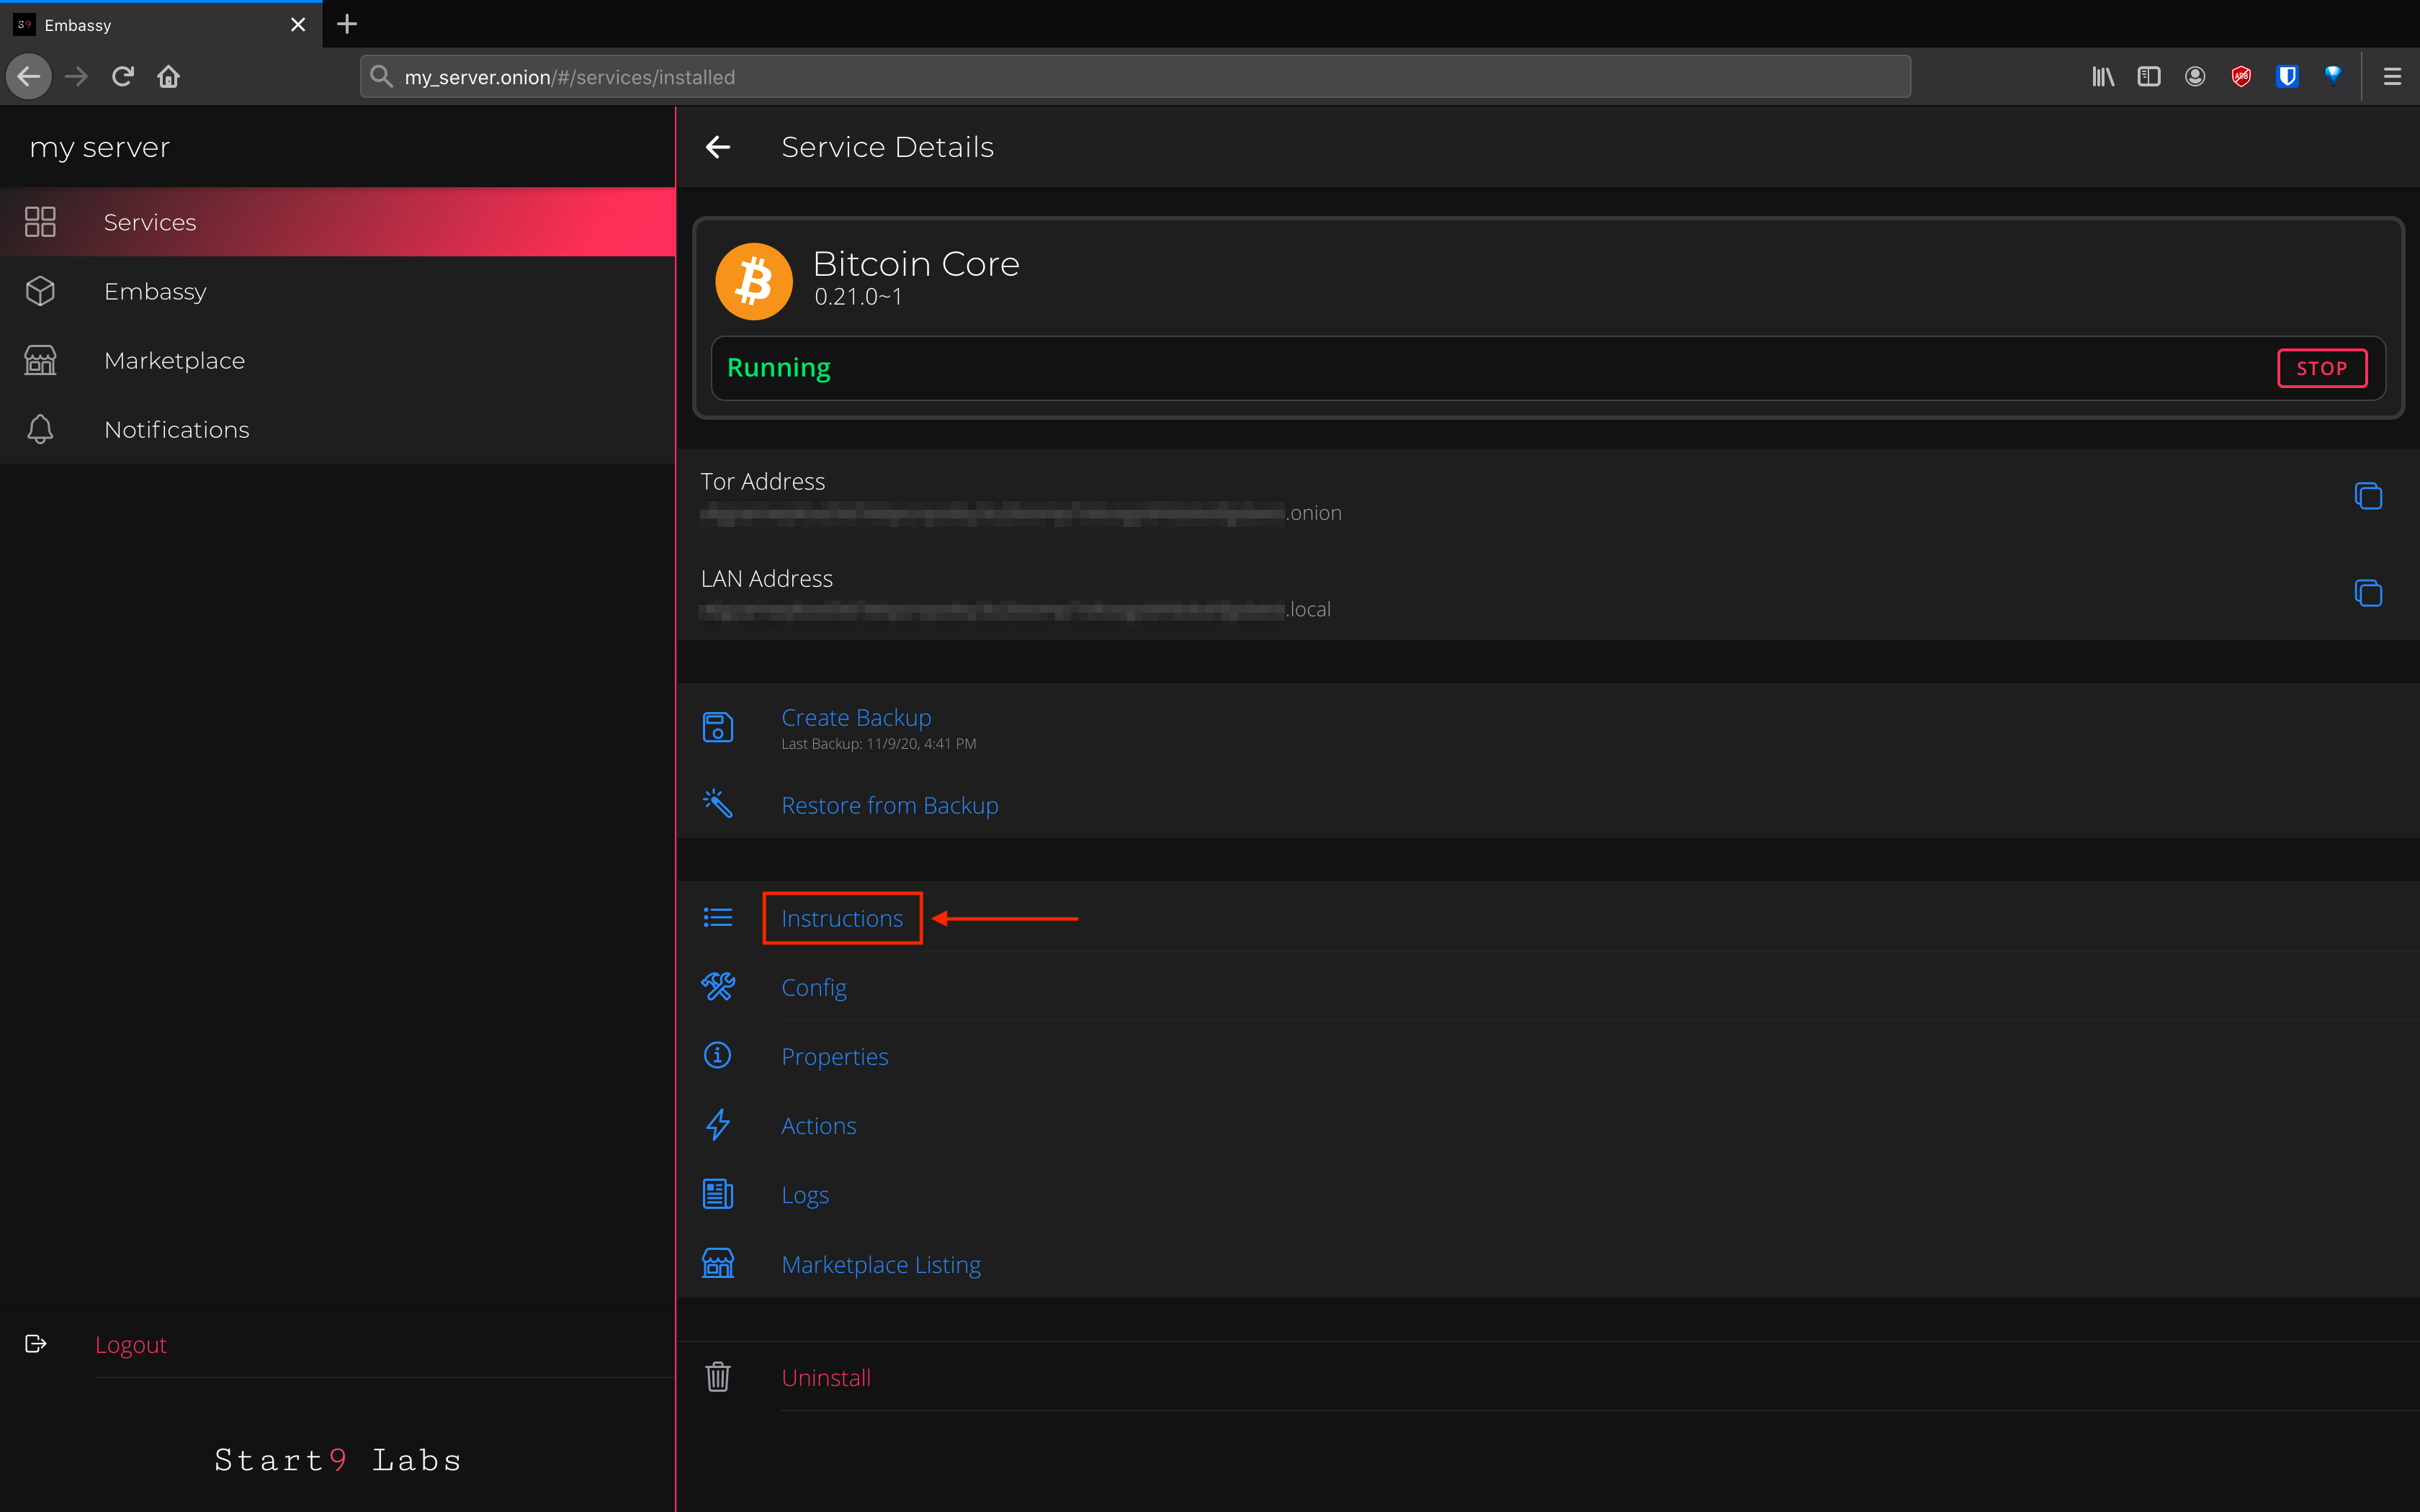 Embassy
my_server.onion/#/services/installed
my server
Services
Embassy
Marketplace
Notifications
Logout
Start9 Labs
Service Details
Bitcoin Core
0.21.0~1
Running
STOP
Tor Address
.onion
LAN Address
.local
Create Backup
Last Backup: 11/9/20, 4:41 PM
Restore from Backup
Instructions
Config
Properties
Actions
Logs
Marketplace Listing
Uninstall